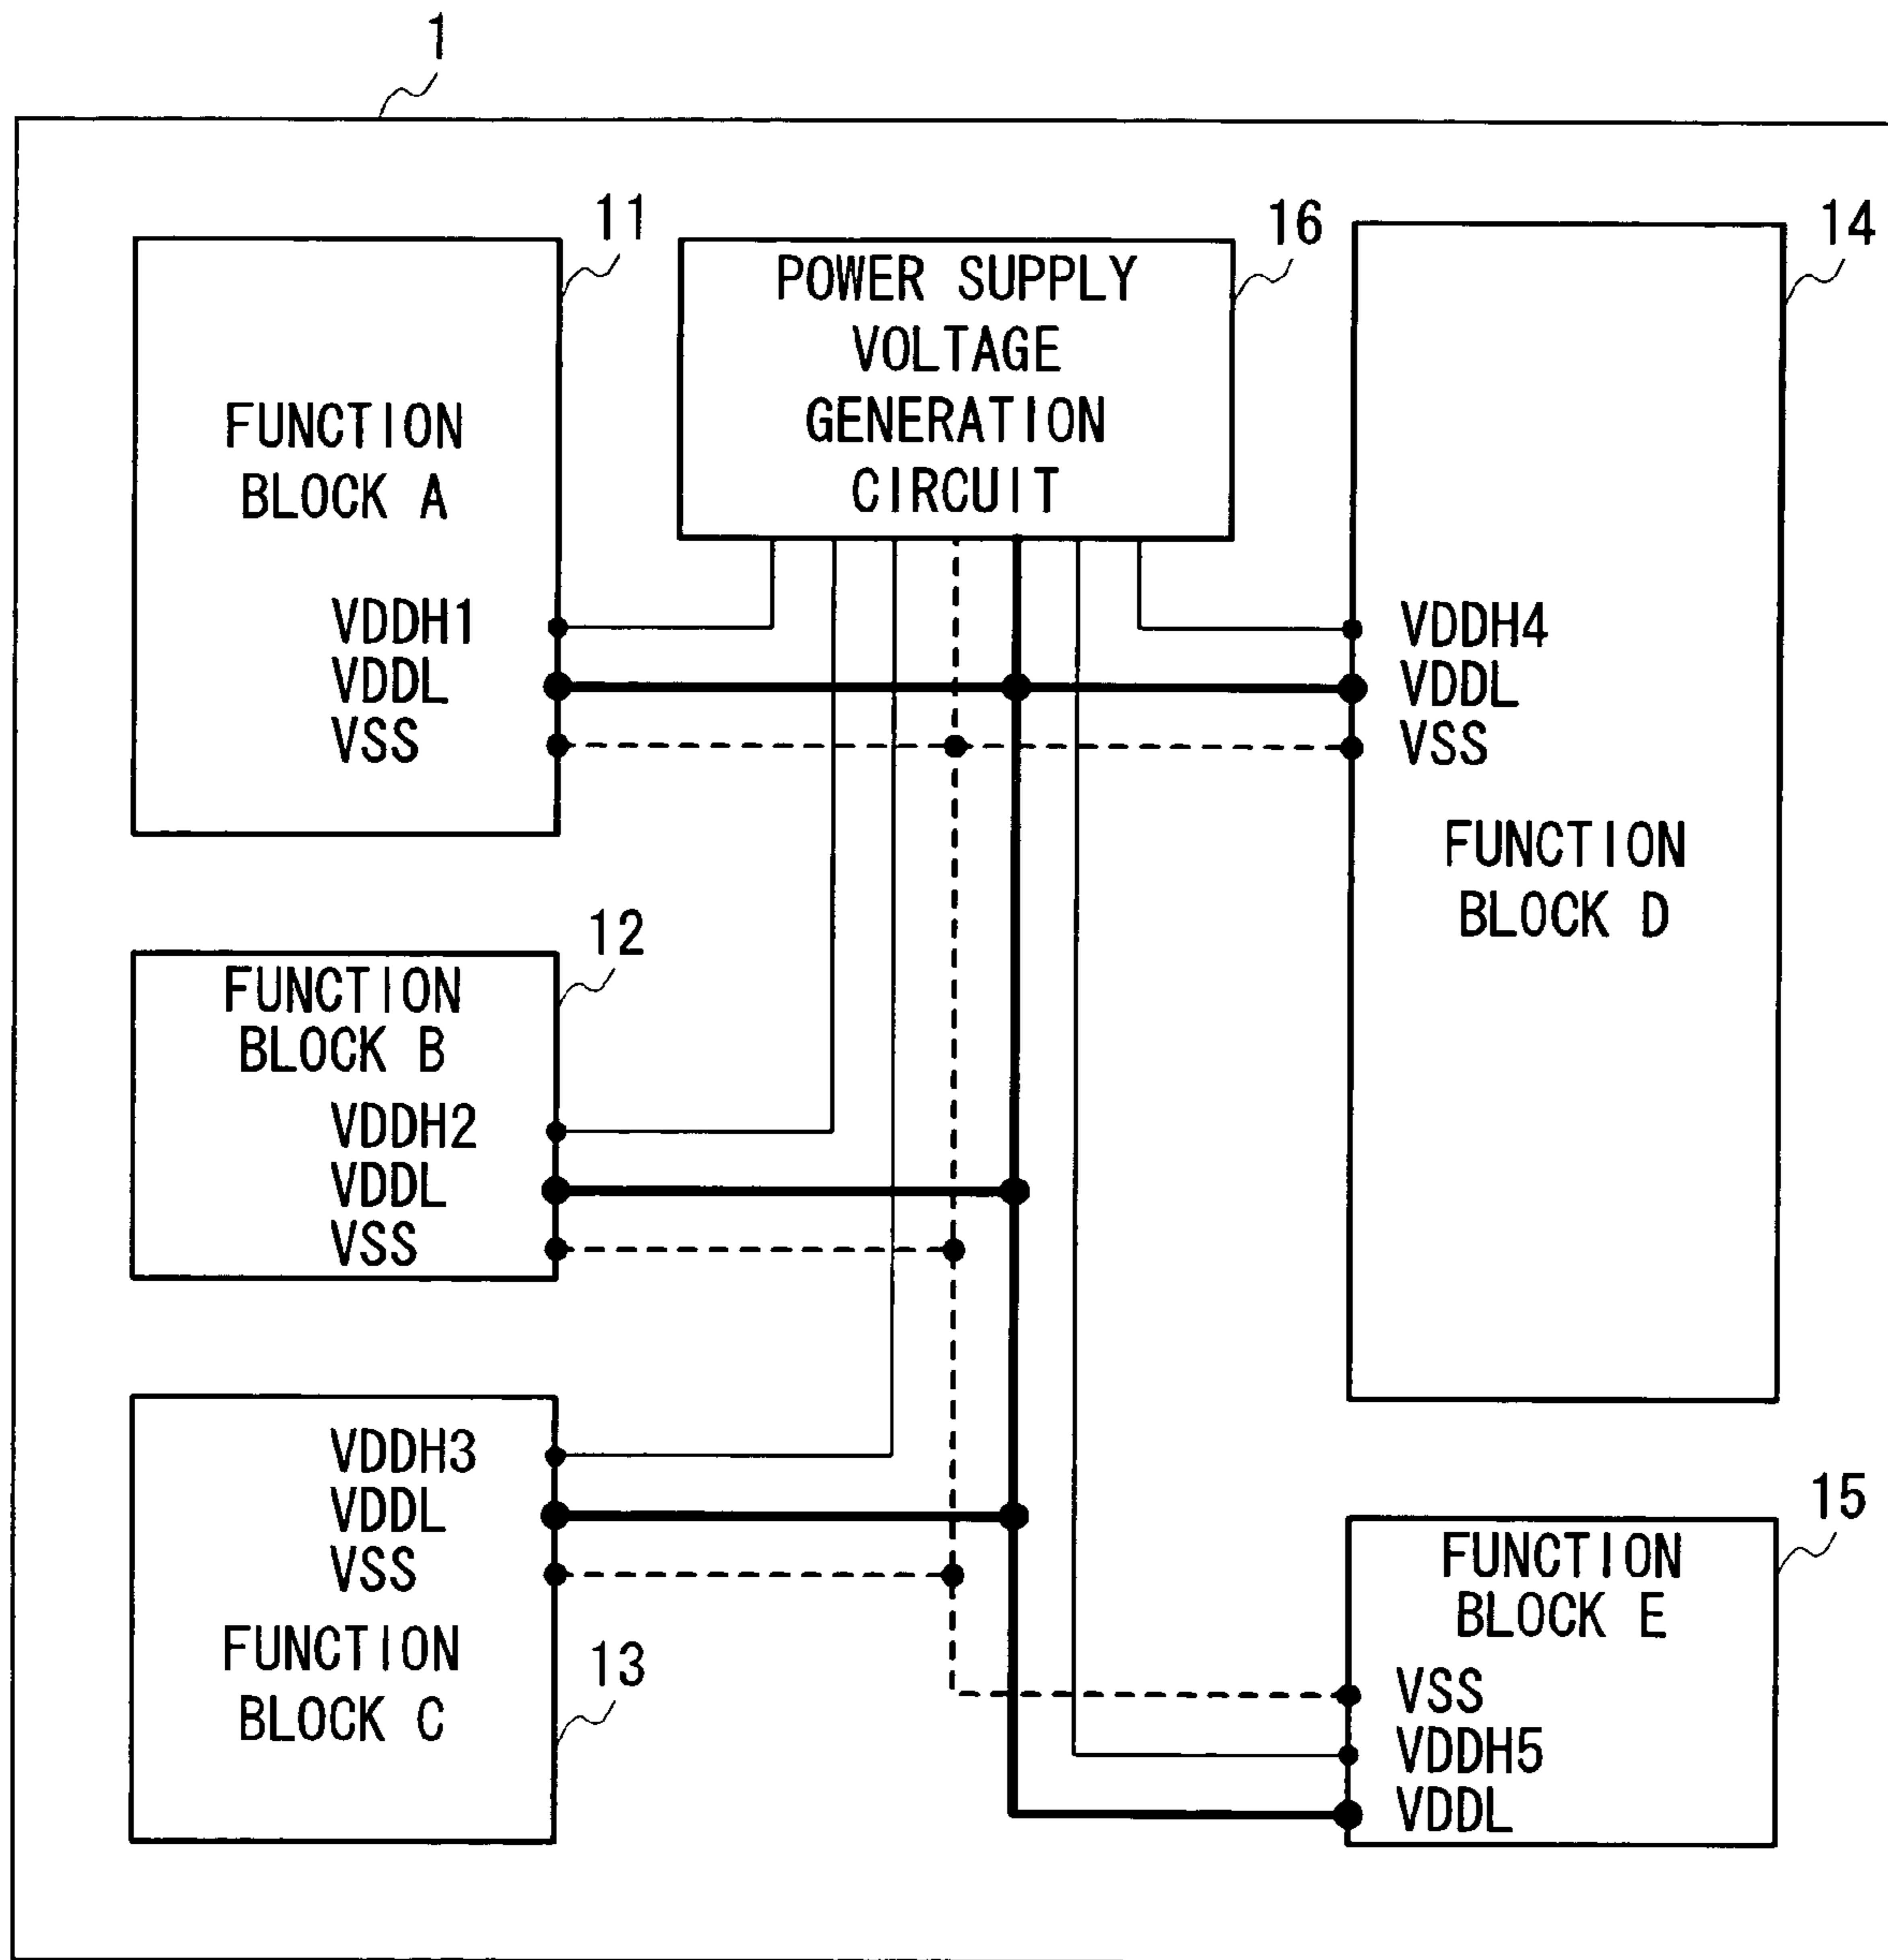 1
11
FUNCTION
BLOCK A
VDDH1
VDDL
VSS
16
POWER SUPPLY
VOLTAGE
GENERATION
CIRCUIT
14
VDDH4
VDDL
VSS
FUNCTION
BLOCK D
12
FUNCTION
BLOCK B
VDDH2
VDDL
VSS
VDDH3
VDDL
VSS
FUNCTION
BLOCK C
13
15
FUNCTION
BLOCK E
VSS
VDDH5
VDDL